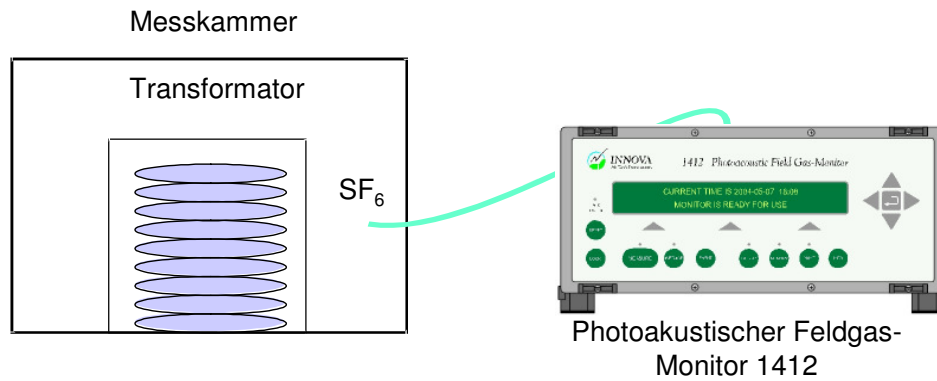 Messkammer
Transformator
SF6
INNOVA
1412 Photoacoustic Field Gas-Monitor
CURRENT TIME IS 2004-05-07 15:09
MONITOR IS READY FOR USE
MEASURE
Photoakustischer Feldgas-
Monitor 1412